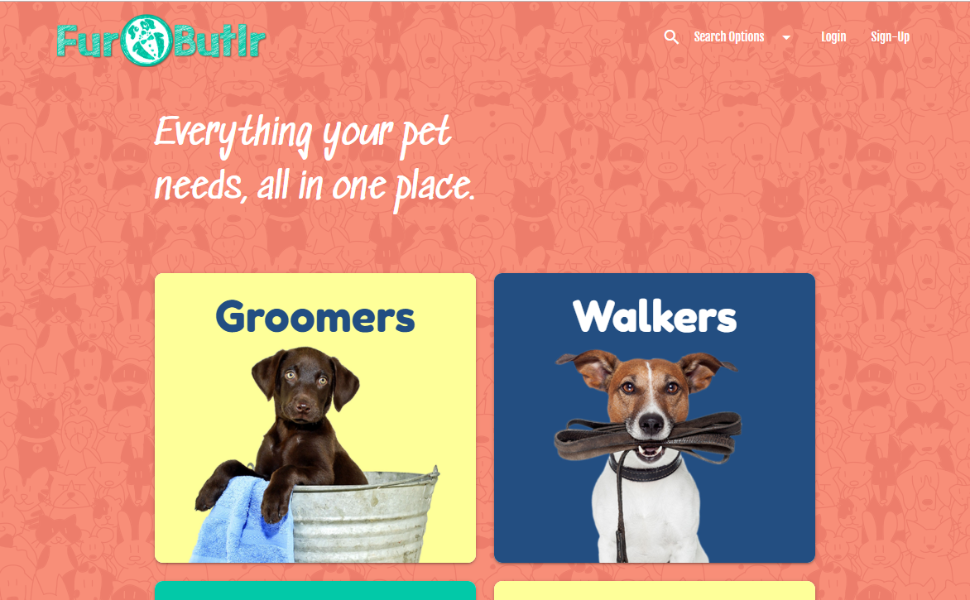 Fur Butlr
Search Options
Login
Sign-Up
Everything your pet
needs, all in one place.
Groomers
Walkers